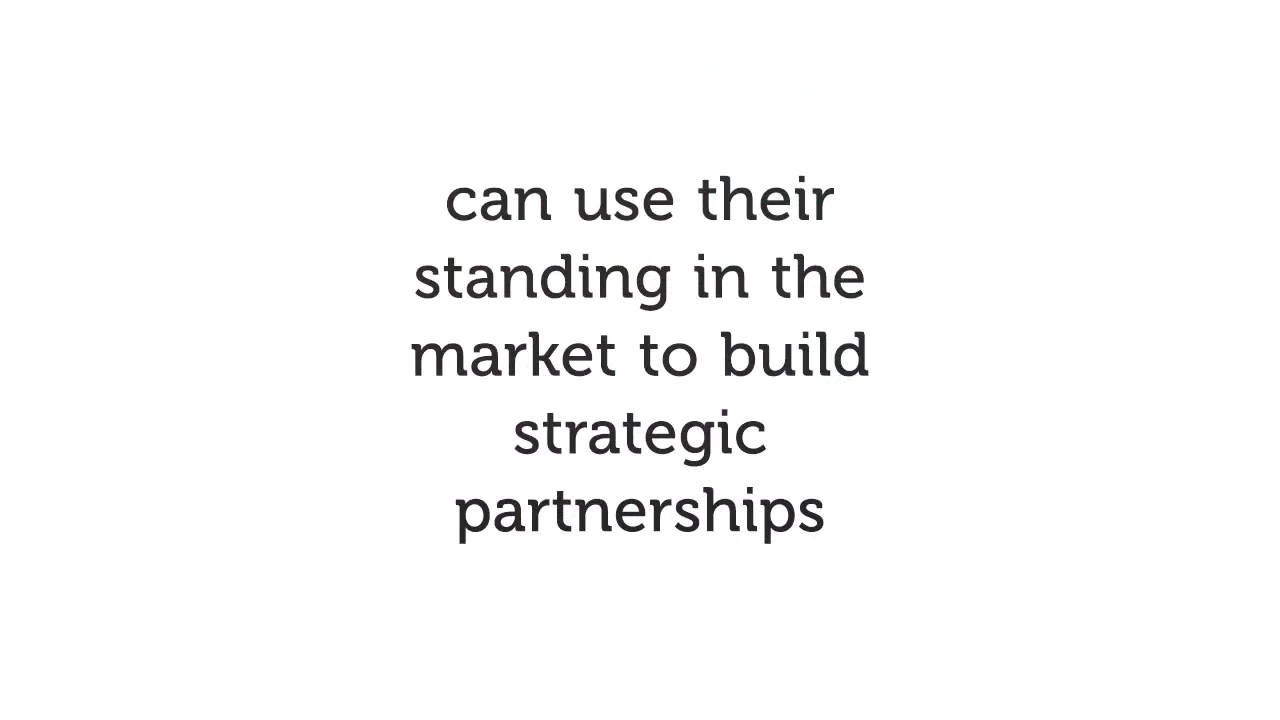 can use their
standing in the
market to build
strategic
partnerships